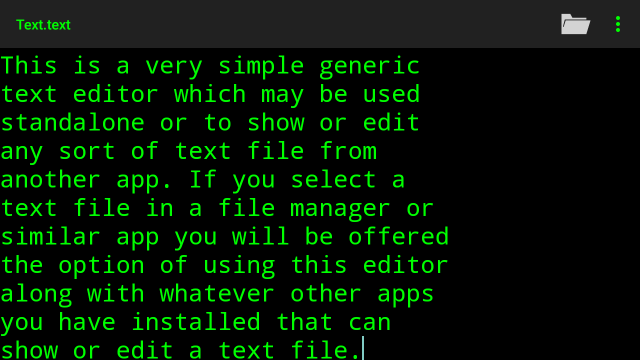 Text.text
This is a very simple generic
text editor which may be used
standalone or to show or edit
any sort of text file from
another app. If you select a
text file in a file manager or
similar app you will be offered
the option of using this editor
along with whatever other apps
you have installed that can
show or edit a text file.